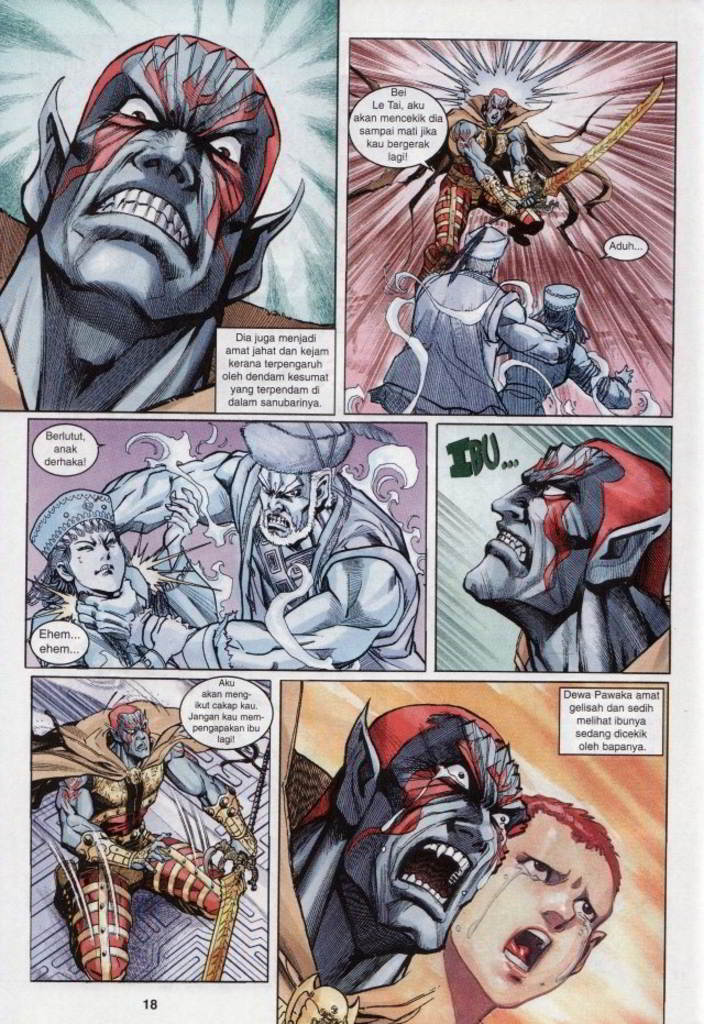 Dia juga menjadi
amat jahat dan kejam
kerana terpengaruh
oleh dendam kesumat
yang terpendam di
dalam sanubarinya.
Bei
Le Tai, aku
akan mencekik dia
sampai mati jika
kau bergerak
lagi!
Aduh...
Berlutut,
anak
derhaka!
Ehem...
ehem...
IBU...
Aku
akan meng-
ikut cakap kau.
Jangan kau mem-
pengapakan ibu
lagi!
Dewa Pawaka amat
gelisah dan sedih
melihat ibunya
sedang dicekik
oleh bapanya.
18